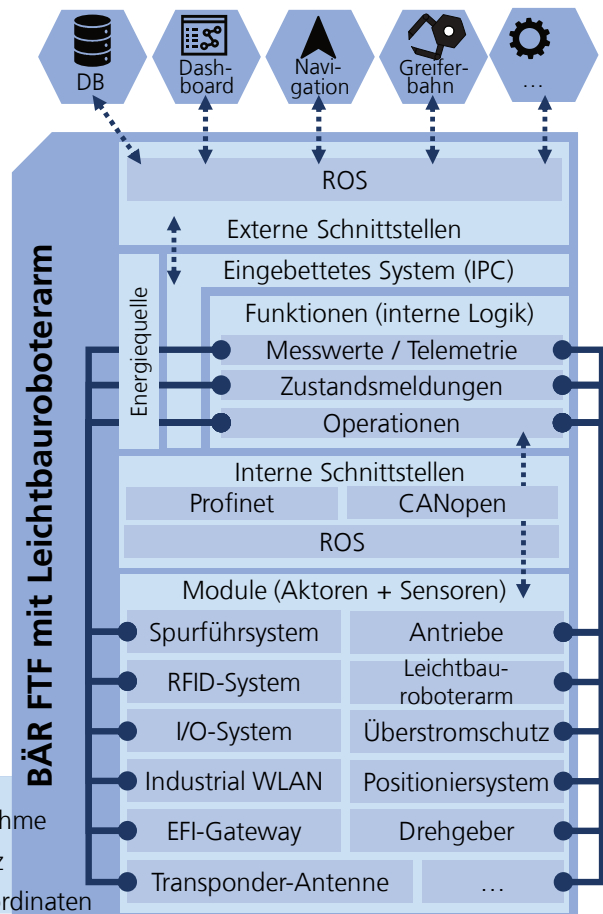 DB
Dash-
board
Navi-
gation
Greifer-
bahn
...
ROS
Externe Schnittstellen
BÄR FTF mit Leichtbauroboterarm
Energiequelle
Eingebettetes System (IPC)
Funktionen (interne Logik)
Messwerte / Telemetrie
Zustandsmeldungen
Operationen
Interne Schnittstellen
Profinet
CANopen
ROS
Module (Aktoren + Sensoren)
Spurführsystem
Antriebe
RFID-System
Leichtbau-
roboterarm
I/O-System
Überstromschutz
Industrial WLAN
Positioniersystem
EFI-Gateway
Drehgeber
Transponder-Antenne
...